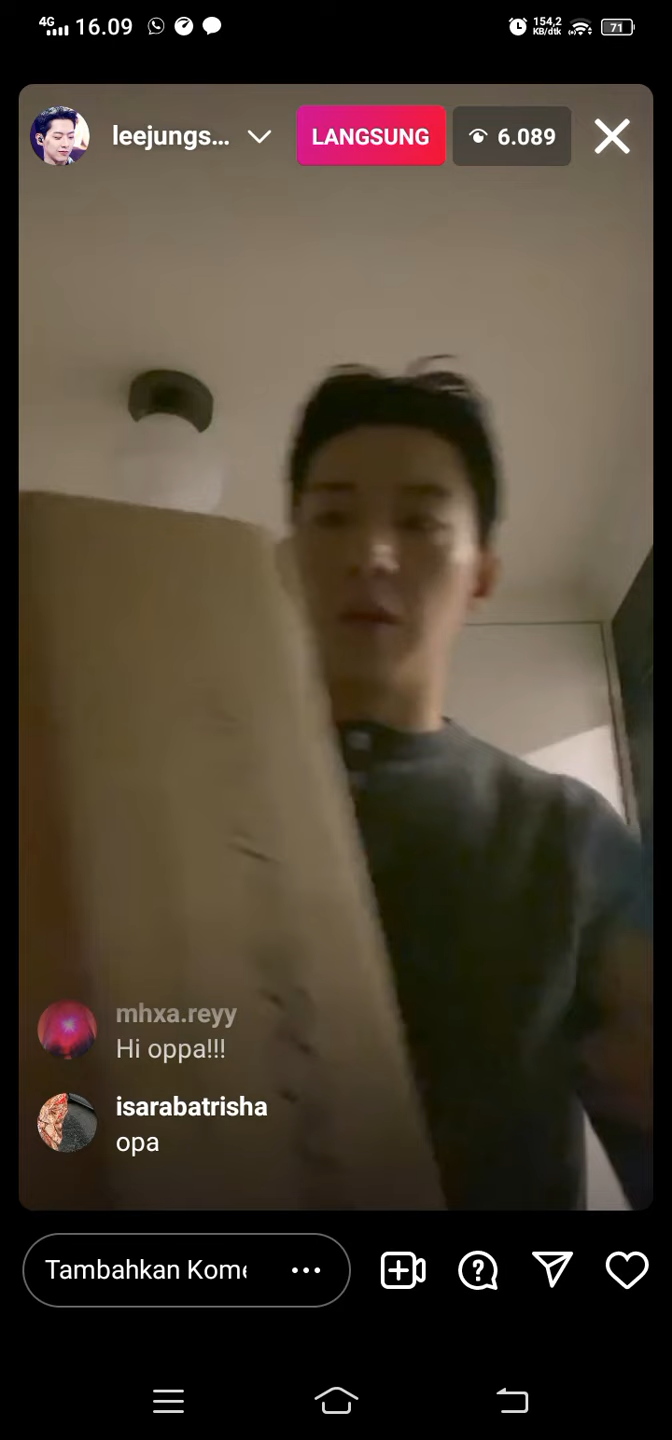 4G 16.09 154,2 KB/dtk 71
leejungs... LANGSUNG 6.089
mhxa.reyy
Hi oppa!!!
isarabatrisha
opa
Tambahkan Kome